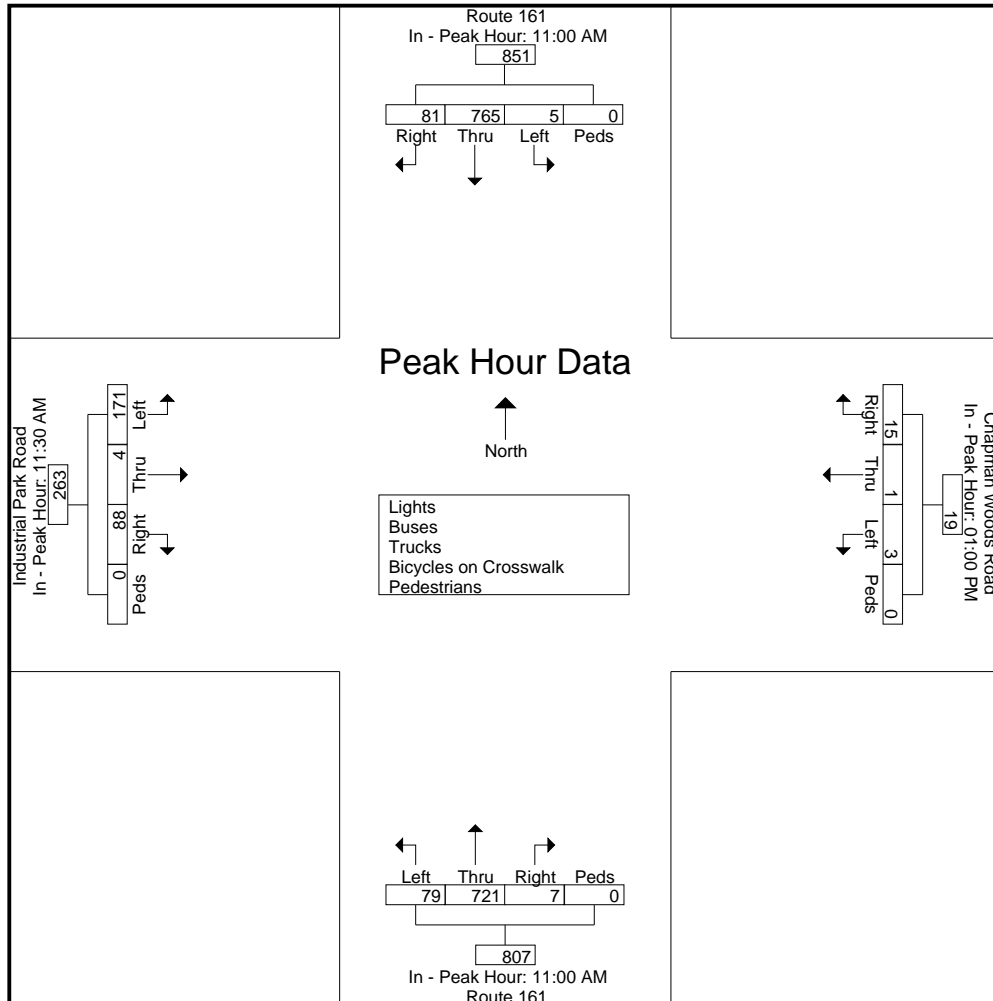 Route 161
In - Peak Hour: 11:00 AM
851
81 765 5 0
Right Thru Left Peds
Peak Hour Data
North
Lights
Buses
Trucks
Bicycles on Crosswalk
Pedestrians
Industrial Park Road
In - Peak Hour: 11:30 AM
263
171 4 88 0
Left Thru Right Peds
Chapman Woods Road
In - Peak Hour: 01:00 PM
19
15 1 3 0
Right Thru Left Peds
Left Thru Right Peds
79 721 7 0
807
In - Peak Hour: 11:00 AM
Route 161